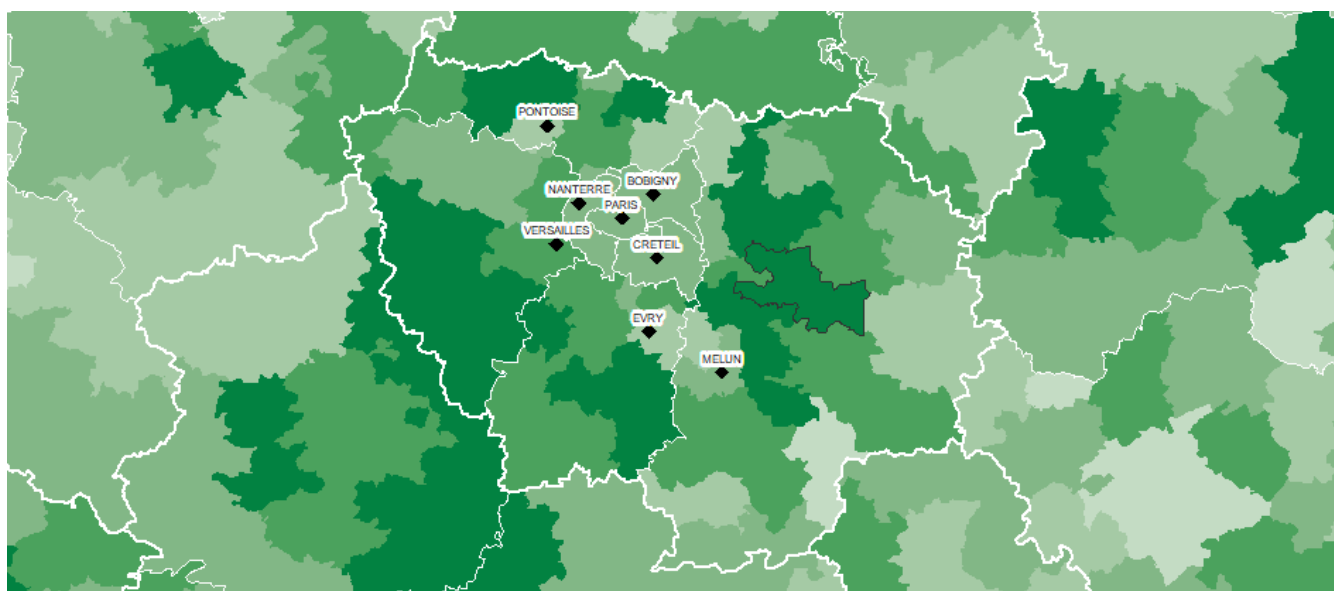 PONTOISE
BOBIGNY
NANTERRE
PARIS
VERSAILLES
CRETEIL
EVRY
MELUN